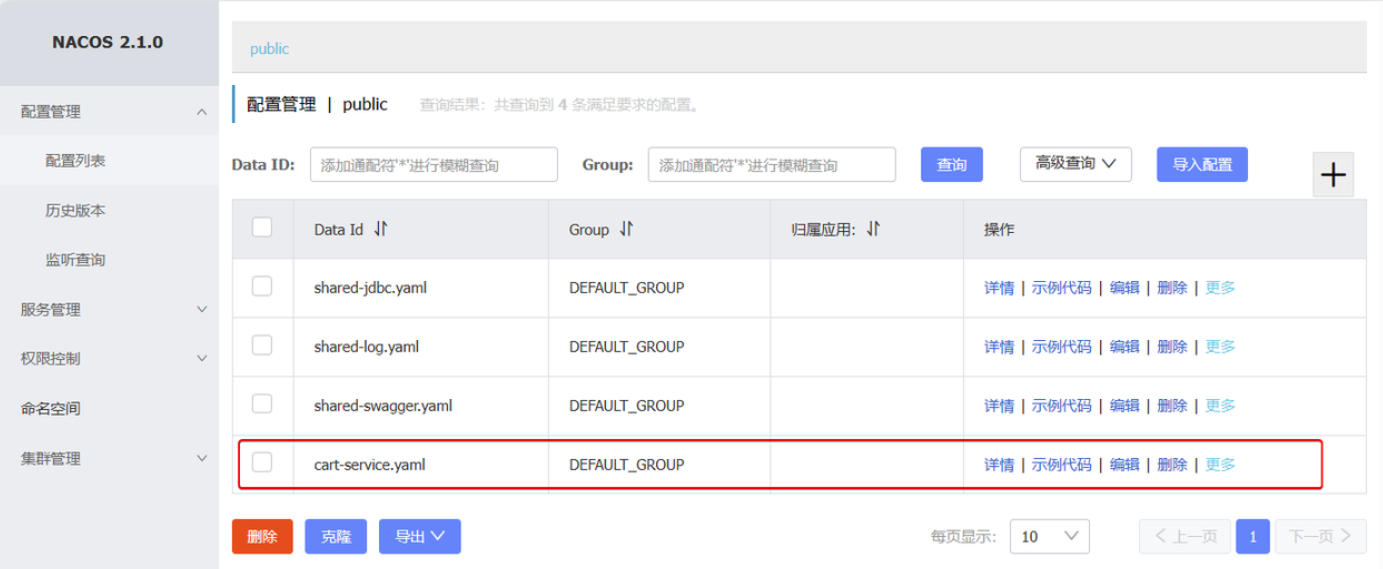 NACOS 2.1.0
public
配置管理
配置管理 | public 查询结果：共查询到 4 条满足要求的配置。
配置列表
Data ID: 添加通配符'*'进行模糊查询 Group: 添加通配符'*'进行模糊查询 查询 高级查询 导入配置
历史版本
Data Id Group 归属应用: 操作
监听查询
shared-jdbc.yaml DEFAULT_GROUP 详情 | 示例代码 | 编辑 | 删除 | 更多
服务管理
shared-log.yaml DEFAULT_GROUP 详情 | 示例代码 | 编辑 | 删除 | 更多
权限控制
shared-swagger.yaml DEFAULT_GROUP 详情 | 示例代码 | 编辑 | 删除 | 更多
命名空间
集群管理
cart-service.yaml DEFAULT_GROUP 详情 | 示例代码 | 编辑 | 删除 | 更多
删除 克隆 导出 每页显示: 10 上一页 1 下一页